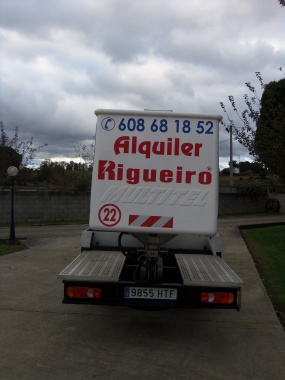 608 68 18 52
Alquiler
Rigueiro
MULTITEL
22
9855 HTF